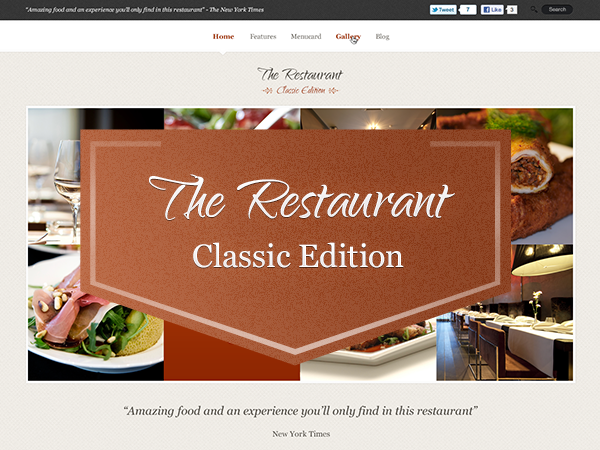 “Amazing food and an experience you'll only find in this restaurant” - The New York Times
Tweet 7 Like 3 Search
Home Features Menucard Gallery Blog
The Restaurant
Classic Edition
The Restaurant
Classic Edition
“Amazing food and an experience you'll only find in this restaurant”
New York Times